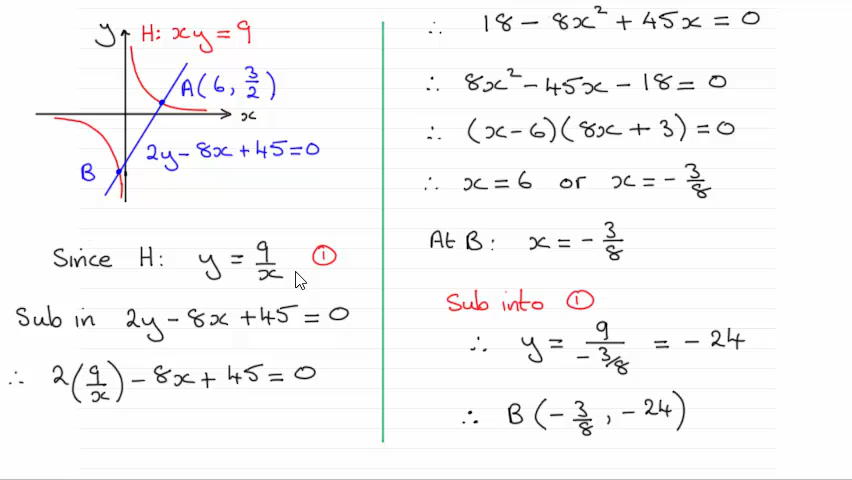 y
H: xy = 9
A(6, 3/2)
x
2y - 8x + 45 = 0
B
Since H: y = 9/x ①
Sub in 2y - 8x + 45 = 0
∴ 2(9/x) - 8x + 45 = 0
∴ 18 - 8x² + 45x = 0
∴ 8x² - 45x - 18 = 0
∴ (x - 6)(8x + 3) = 0
∴ x = 6 or x = -3/8
At B: x = -3/8
Sub into ①
∴ y = 9/(-3/8) = -24
∴ B(-3/8, -24)